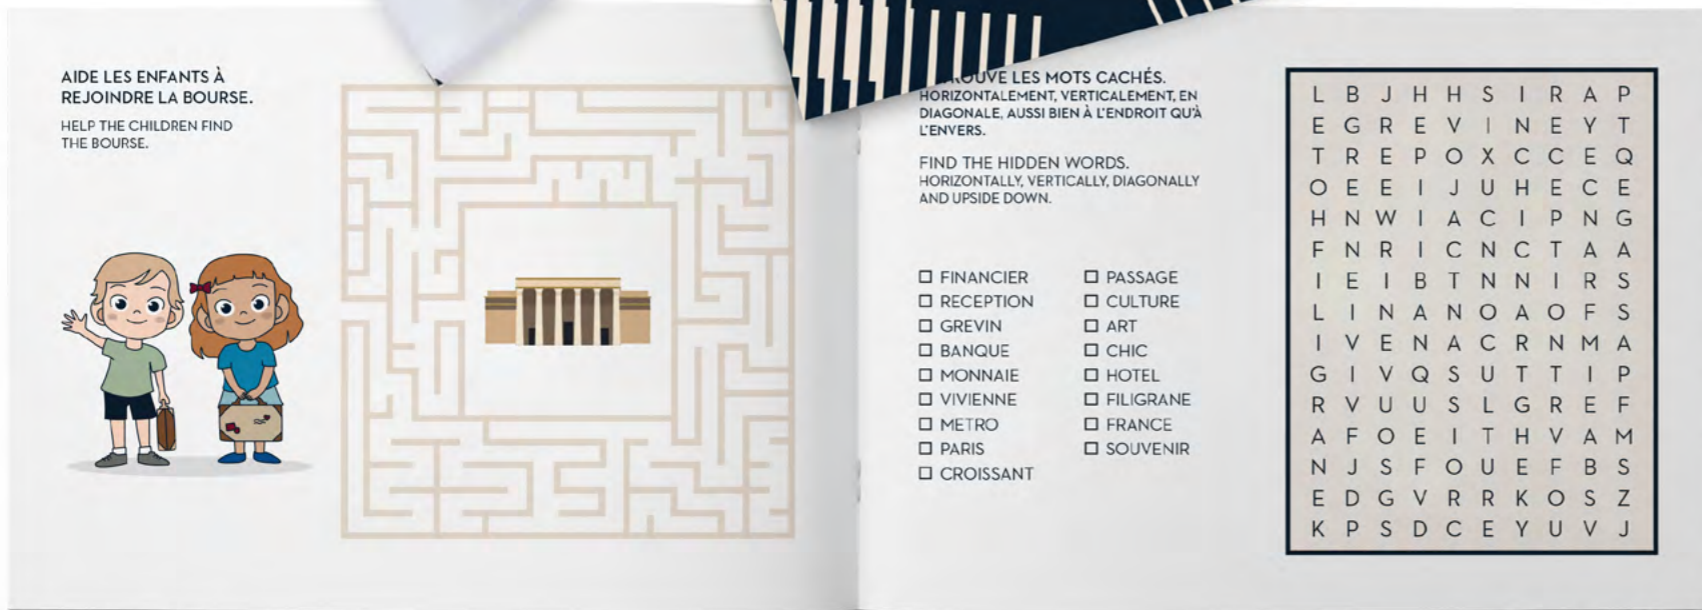 AIDE LES ENFANTS À
REJOINDRE LA BOURSE.
HELP THE CHILDREN FIND
THE BOURSE.
LES MOTS CACHÉS.
HORIZONTALEMENT, VERTICALEMENT, EN
DIAGONALE, AUSSI BIEN À L'ENDROIT QU'À
L'ENVERS.
FIND THE HIDDEN WORDS.
HORIZONTALLY, VERTICALLY, DIAGONALLY
AND UPSIDE DOWN.
FINANCIER
RECEPTION
GREVIN
BANQUE
MONNAIE
VIVIENNE
METRO
PARIS
CROISSANT
PASSAGE
CULTURE
ART
CHIC
HOTEL
FILIGRANE
FRANCE
SOUVENIR
L B J H H S I R A P
E G R E V I N E Y T
T R E P O X C C E Q
O E E I J U H E C E
H N W I A C I P N G
F N R I C N C T A A
I E I B T N N I R S
L I N A N O A O F S
I V E N A C R N M A
G I V Q S U T T I P
R V U U S L G R E F
A F O E I T H V A M
N J S F O U E F B S
E D G V R R K O S Z
K P S D C E Y U V J